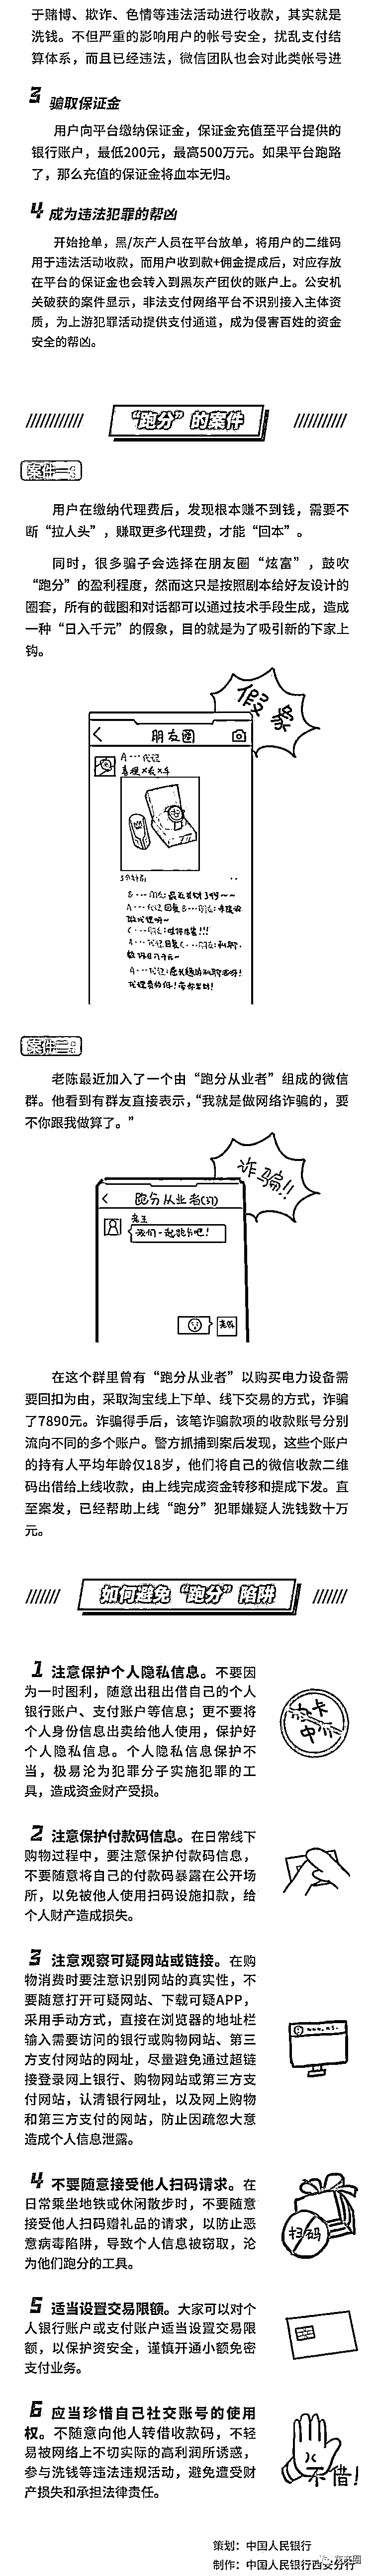 于赌博、欺诈、色情等违法活动进行收款，其实就是
洗钱。不但严重的影响用户的帐号安全，扰乱支付结
算体系，而且已经违法，微信团队也会对此类帐号进
3 骗取保证金
用户向平台缴纳保证金，保证金充值至平台提供的
银行账户，最低200元，最高500万元。如果平台跑路
了，那么充值的保证金将血本无归。
4 成为违法犯罪的帮凶
开始抢单，黑/灰产人员在平台放单，将用户的二维码
用于违法活动收款，而用户收到款+佣金提成后，对应存放
在平台的保证金也会转入到黑灰产团伙的账户上。公安机
关破获的案件显示，非法支付网络平台不识别接入主体资
质，为上游犯罪活动提供支付通道，成为侵害百姓的资金
安全的帮凶。
“跑分”的案件
案件一：
用户在缴纳代理费后，发现根本赚不到钱，需要不
断“拉人头”，赚取更多代理费，才能“回本”。
同时，很多骗子会选择在朋友圈“炫富”，鼓吹
“跑分”的盈利程度，然而这只是按照剧本给好友设计的
圈套，所有的截图和对话都可以通过技术手段生成，造成
一种“日入千元”的假象，目的就是为了吸引新的下家上
钩。
假象
朋友圈
A···代记
案件二：
老陈最近加入了一个由“跑分从业者”组成的微信
群。他看到有群友直接表示，“我就是做网络诈骗的，要
不你跟我做算了。”
诈骗!!
跑分从业者(37)
老王
我们一起跑分吧！
老陈
在这个群里曾有“跑分从业者”以购买电力设备需
要回扣为由，采取淘宝线上下单、线下交易的方式，诈骗
了7890元。诈骗得手后，该笔诈骗款项的收款账号分别
流向不同的多个账户。警方抓捕到案后发现，这些个账户
的持有人平均年龄仅18岁，他们将自己的微信收款二维
码出借给上线收款，由上线完成资金转移和提成下发。直
至案发，已经帮助上线“跑分”犯罪嫌疑人洗钱数十万
元。
如何避免“跑分”陷阱
1 注意保护个人隐私信息。不要因
为一时图利，随意出租出借自己的个人
银行账户、支付账户等信息；更不要将
个人身份信息出卖给他人使用，保护好
个人隐私信息。个人隐私信息保护不
当，极易沦为犯罪分子实施犯罪的工
具，造成资金财产受损。
2 注意保护付款码信息。在日常线下
购物过程中，要注意保护付款码信息，
不要随意将自己的付款码暴露在公开场
所，以免被他人使用扫码设施扣款，给
个人财产造成损失。
3 注意观察可疑网站或链接。在购
物消费时要注意识别网站的真实性，不
要随意打开可疑网站、下载可疑APP，
采用手动方式，直接在浏览器的地址栏
输入需要访问的银行或购物网站、第三
方支付网站的网址，尽量避免通过超链
接登录网上银行、购物网站或第三方支
付网站，认清银行网址，以及网上购物
和第三方支付的网站，防止因疏忽大意
造成个人信息泄露。
4 不要随意接受他人扫码请求。在
日常乘坐地铁或休闲散步时，不要随意
接受他人扫码赠礼品的请求，以防止恶
意病毒陷阱，导致个人信息被窃取，沦
为他们跑分的工具。
扫码
5 适当设置交易限额。大家可以对个
人银行账户或支付账户适当设置交易限
额，以保护资安全，谨慎开通小额免密
支付业务。
6 应当珍惜自己社交账号的使用
权。不随意向他人转借收款码，不轻
易被网络上不切实际的高利润所诱惑，
参与洗钱等违法违规活动，避免遭受财
产损失和承担法律责任。
不借！
策划：中国人民银行
制作：中国人民银行西安分行